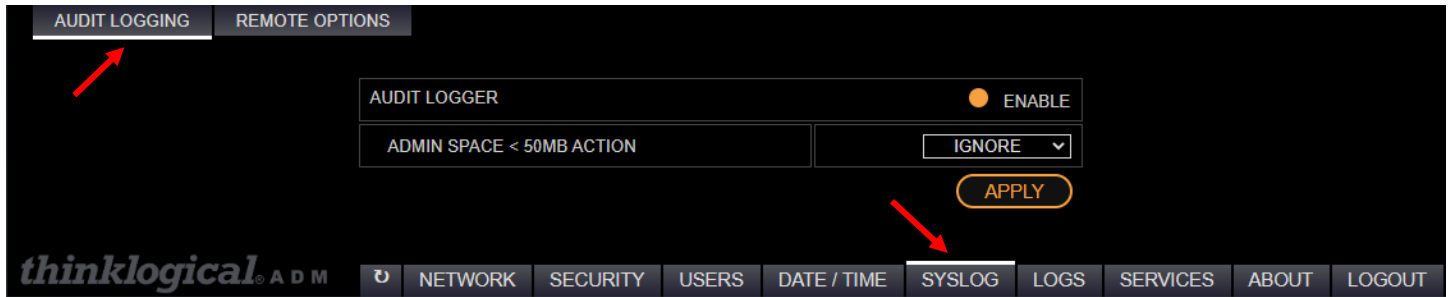 AUDIT LOGGING REMOTE OPTIONS
AUDIT LOGGER ENABLE
ADMIN SPACE < 50MB ACTION IGNORE
APPLY
thinklogical® ADM NETWORK SECURITY USERS DATE / TIME SYSLOG LOGS SERVICES ABOUT LOGOUT